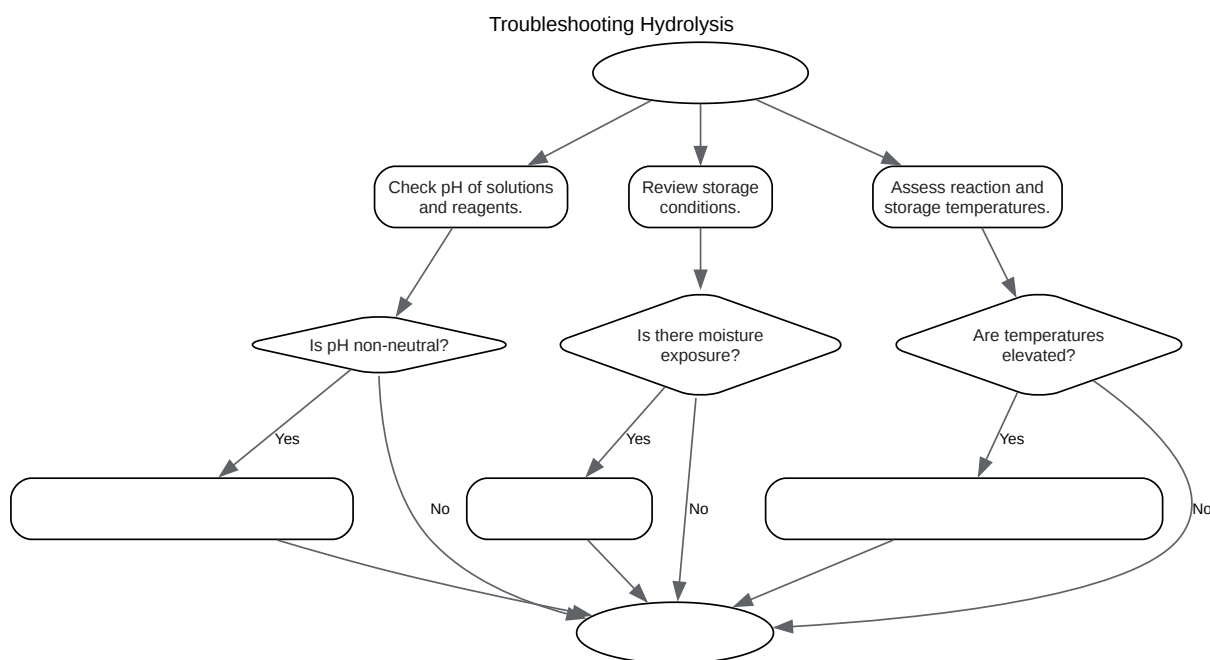 Troubleshooting Hydrolysis
Check pH of solutions
and reagents.
Review storage
conditions.
Assess reaction and
storage temperatures.
Is pH non-neutral?
Is there moisture
exposure?
Are temperatures
elevated?
Yes
Yes
Yes
No
No
No